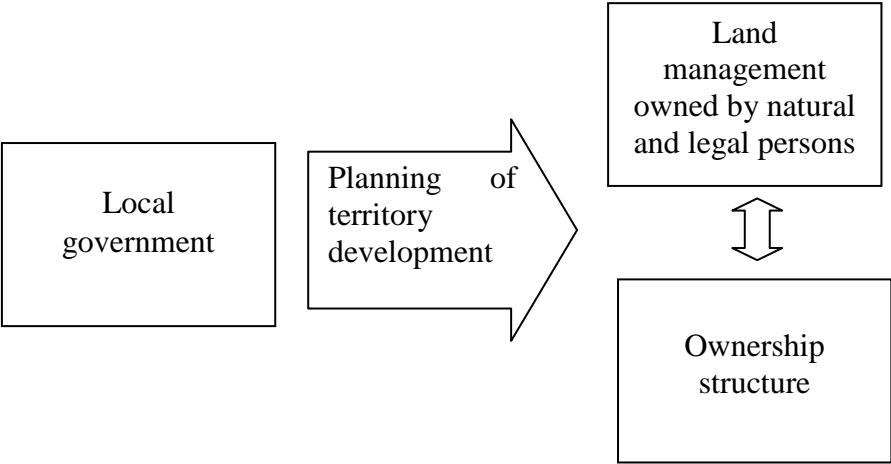 Local
government
Planning of
territory
development
Land
management
owned by natural
and legal persons
Ownership
structure